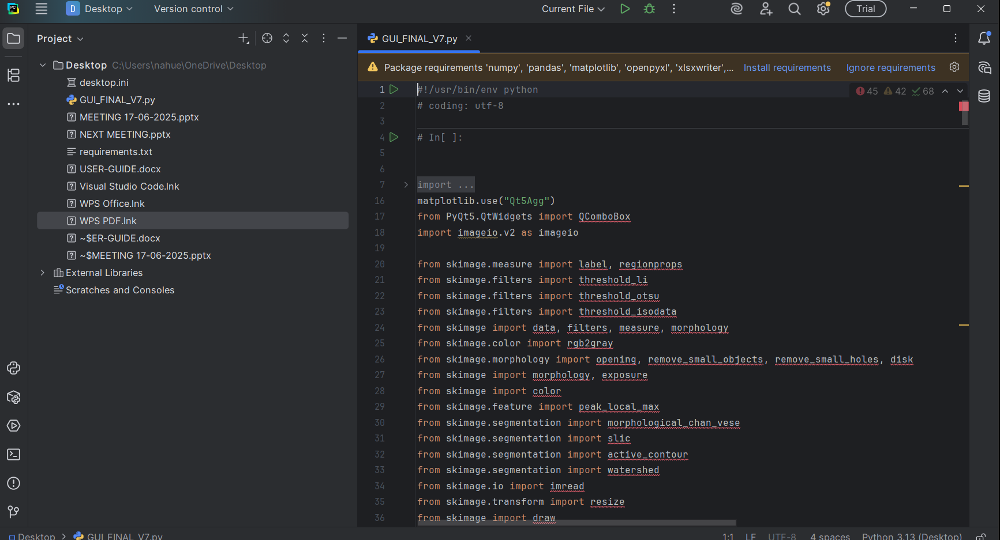 PC
D Desktop Version control Current File Trial
Project
GUI_FINAL_V7.py
Desktop C:\Users\nahue\OneDrive\Desktop
desktop.ini
GUI_FINAL_V7.py
MEETING 17-06-2025.pptx
NEXT MEETING.pptx
requirements.txt
USER-GUIDE.docx
Visual Studio Code.lnk
WPS Office.lnk
WPS PDF.lnk
~$ER-GUIDE.docx
~$MEETING 17-06-2025.pptx
External Libraries
Scratches and Consoles
Package requirements 'numpy', 'pandas', 'matplotlib', 'openpyxl', 'xlsxwriter',... Install requirements Ignore requirements
45 42 68
1 #!/usr/bin/env python
2 # coding: utf-8
3
4 # In[ ]:
5
6
7 import ...
16 matplotlib.use("Qt5Agg")
17 from PyQt5.QtWidgets import QComboBox
18 import imageio.v2 as imageio
19
20 from skimage.measure import label, regionprops
21 from skimage.filters import threshold_li
22 from skimage.filters import threshold_otsu
23 from skimage.filters import threshold_isodata
24 from skimage import data, filters, measure, morphology
25 from skimage.color import rgb2gray
26 from skimage.morphology import opening, remove_small_objects, remove_small_holes, disk
27 from skimage import morphology, exposure
28 from skimage import color
29 from skimage.feature import peak_local_max
30 from skimage.segmentation import morphological_chan_vese
31 from skimage.segmentation import slic
32 from skimage.segmentation import active_contour
33 from skimage.segmentation import watershed
34 from skimage.io import imread
35 from skimage.transform import resize
36 from skimage import draw
Desktop > GUI_FINAL_V7.py 1:1 LF UTF-8 4 spaces Python 3.13 (Desktop)